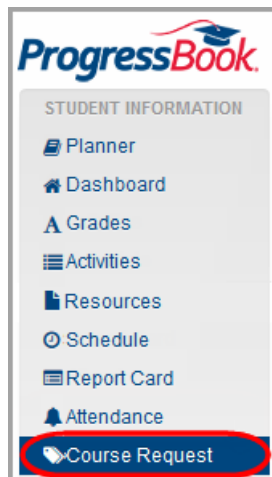 ProgressBook.
STUDENT INFORMATION
Planner
Dashboard
Grades
Activities
Resources
Schedule
Report Card
Attendance
Course Request